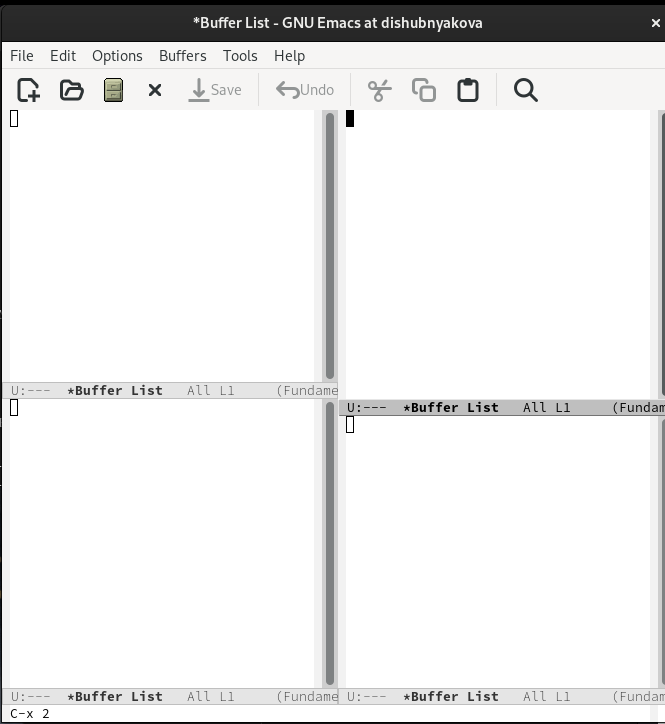 *Buffer List - GNU Emacs at dishubnyakova
File Edit Options Buffers Tools Help
Save Undo
U:--- *Buffer List All L1 (Fundame
U:--- *Buffer List All L1 (Fundam
U:--- *Buffer List All L1 (Fundame
U:--- *Buffer List All L1 (Fundam
C-x 2